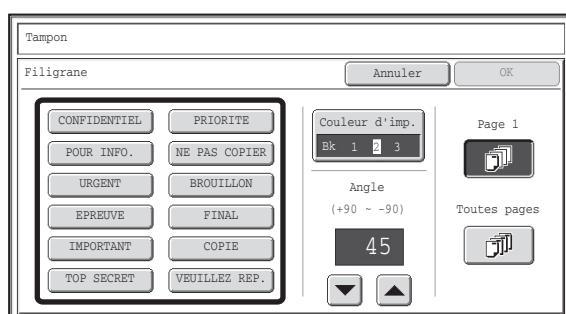 Tampon
Filigrane
Annuler
OK
CONFIDENTIEL PRIORITE
POUR INFO. NE PAS COPIER
URGENT BROUILLON
EPREUVE FINAL
IMPORTANT COPIE
TOP SECRET VEUILLEZ REP.
Couleur d'imp.
Bk 1 2 3
Angle
(+90 ~ -90)
45
Page 1
Toutes pages